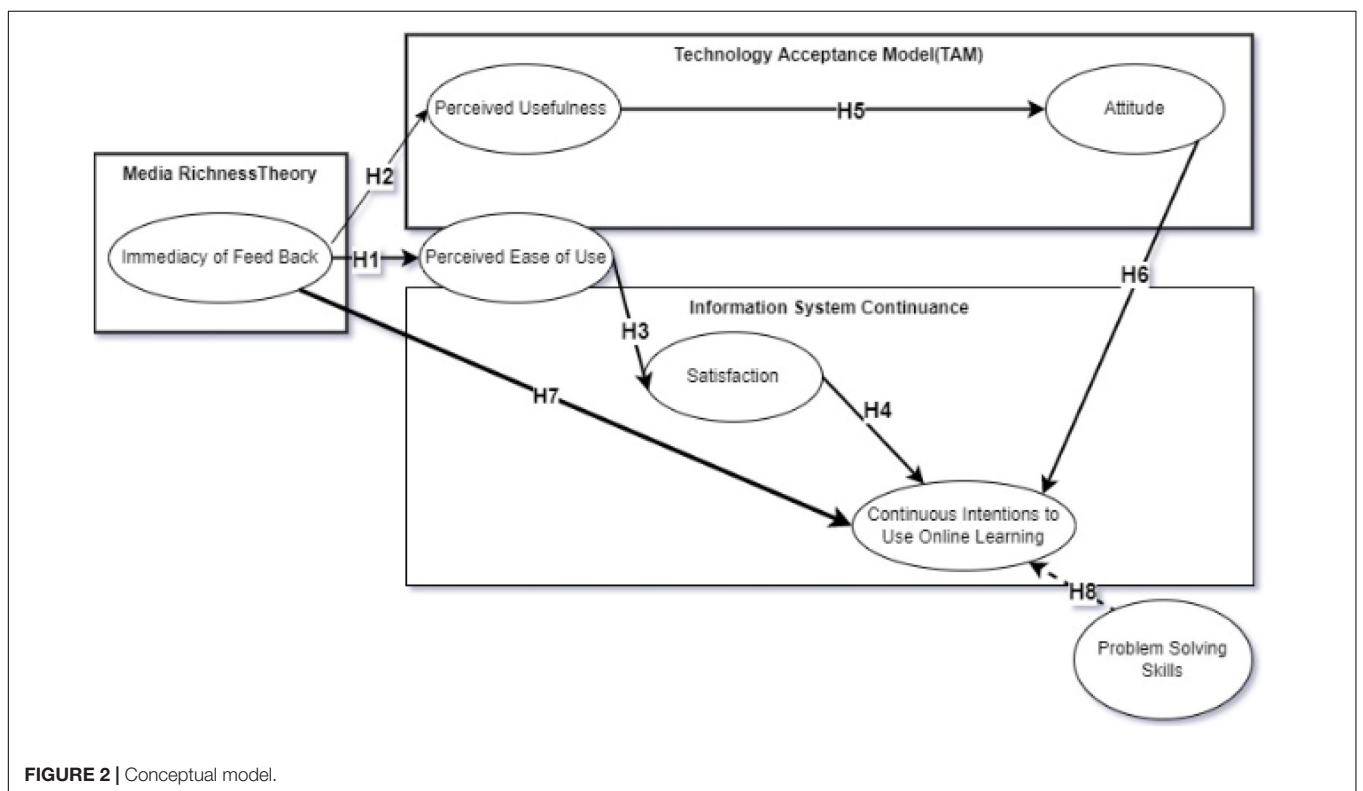 Technology Acceptance Model(TAM)
Perceived Usefulness
H5
Attitude
Media RichnessTheory
H2
Immediacy of Feed Back
H1
Perceived Ease of Use
H6
Information System Continuance
H3
Satisfaction
H7
H4
Continuous Intentions to
Use Online Learning
H8
Problem Solving
Skills
FIGURE 2 | Conceptual model.